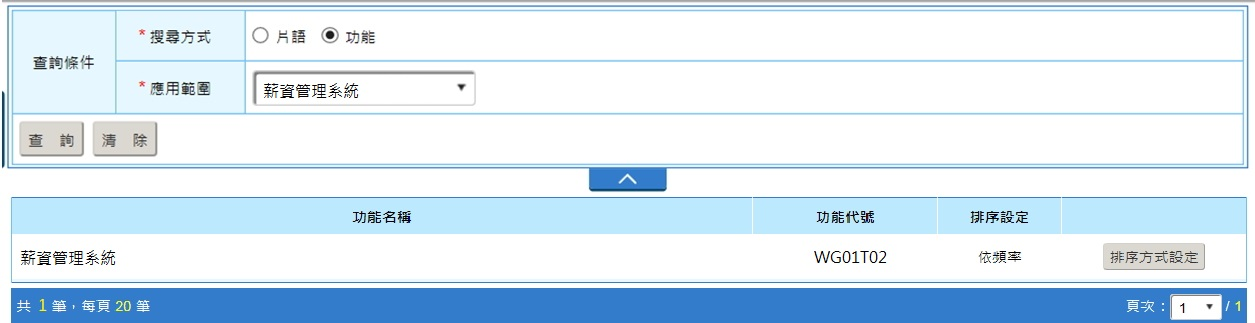 查詢條件
* 搜尋方式 片語 功能
* 應用範圍 薪資管理系統
查 詢 清 除
功能名稱 功能代號 排序設定
薪資管理系統 WG01T02 依頻率 排序方式設定
共 1 筆，每頁 20 筆 頁次： 1 / 1